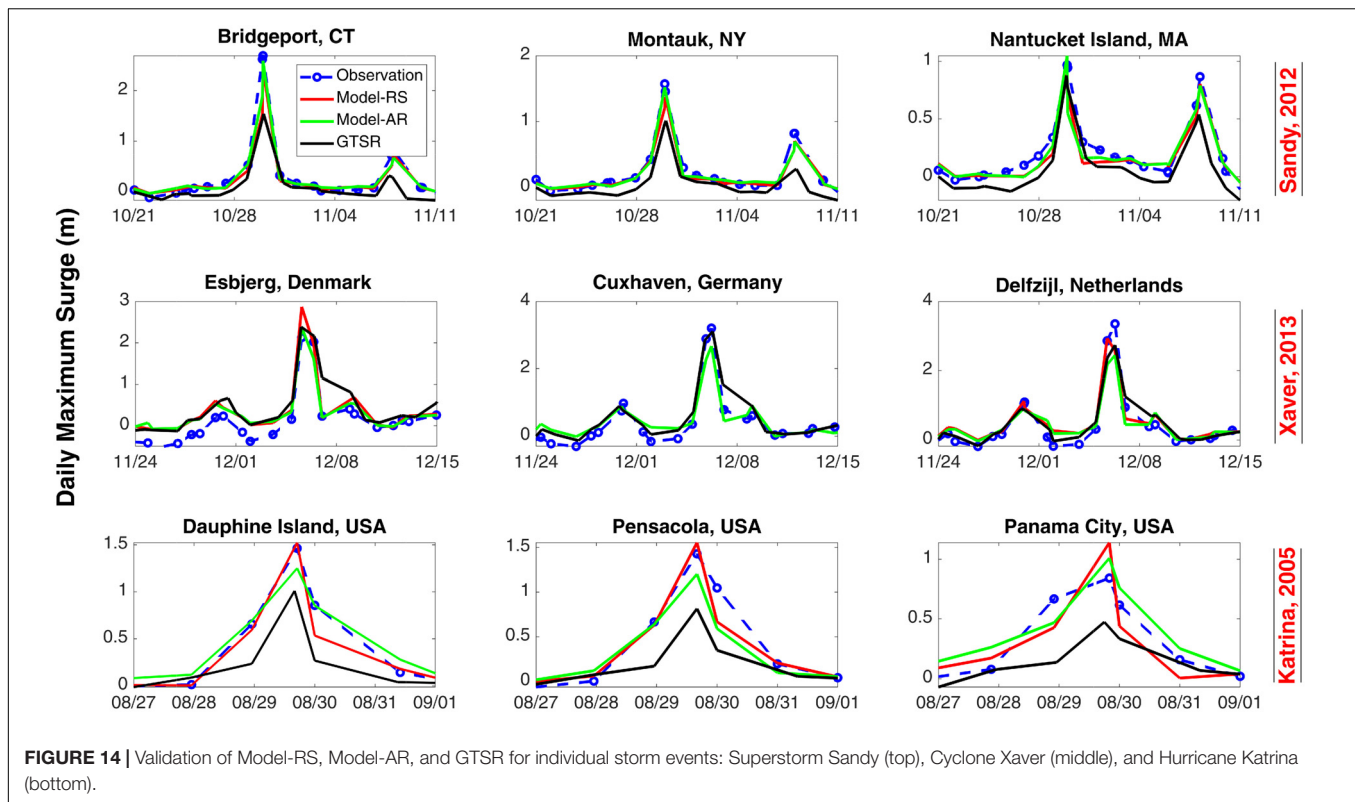 Bridgeport, CT
Montauk, NY
Nantucket Island, MA
2
1
0
Observation
Model-RS
Model-AR
GTSR
10/21 10/28 11/04 11/11
2
1
0
10/21 10/28 11/04 11/11
1
0.5
0
10/21 10/28 11/04 11/11
Sandy, 2012
Daily Maximum Surge (m)
Esbjerg, Denmark
Cuxhaven, Germany
Delfzijl, Netherlands
3
2
1
0
11/24 12/01 12/08 12/15
4
2
0
11/24 12/01 12/08 12/15
4
2
0
11/24 12/01 12/08 12/15
Xaver, 2013
Dauphine Island, USA
Pensacola, USA
Panama City, USA
1.5
1
0.5
0
08/27 08/28 08/29 08/30 08/31 09/01
1.5
1
0.5
0
08/27 08/28 08/29 08/30 08/31 09/01
1
0.5
0
08/27 08/28 08/29 08/30 08/31 09/01
Katrina, 2005
FIGURE 14 | Validation of Model-RS, Model-AR, and GTSR for individual storm events: Superstorm Sandy (top), Cyclone Xaver (middle), and Hurricane Katrina
(bottom).